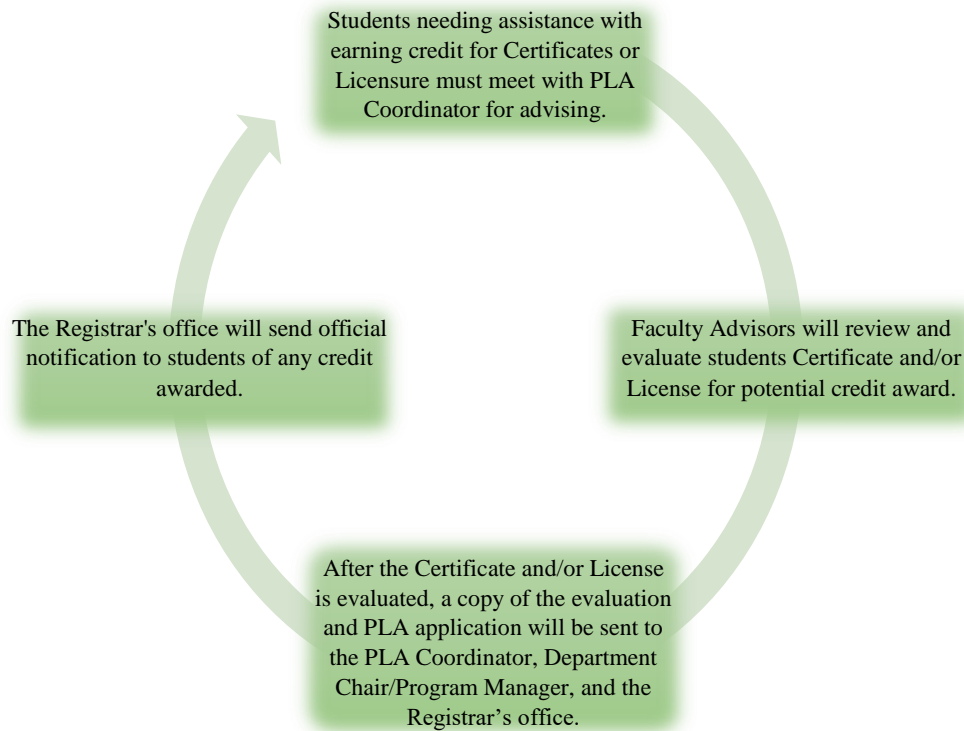 Students needing assistance with
earning credit for Certificates or
Licensure must meet with PLA
Coordinator for advising.
Faculty Advisors will review and
evaluate students Certificate and/or
License for potential credit award.
After the Certificate and/or License
is evaluated, a copy of the evaluation
and PLA application will be sent to
the PLA Coordinator, Department
Chair/Program Manager, and the
Registrar’s office.
The Registrar's office will send official
notification to students of any credit
awarded.